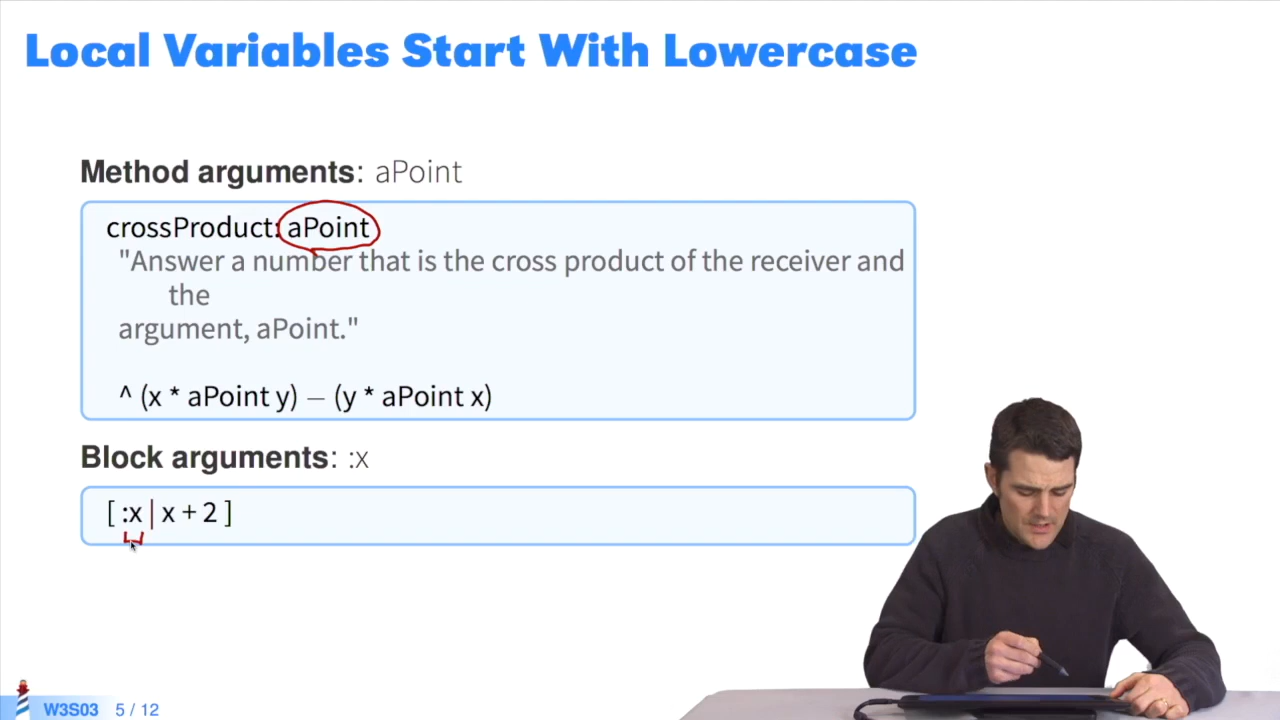 Local Variables Start With Lowercase
Method arguments: aPoint
crossProduct: aPoint
"Answer a number that is the cross product of the receiver and
the
argument, aPoint."
^ (x * aPoint y) – (y * aPoint x)
Block arguments: :x
[ :x | x + 2 ]
W3S03 5 / 12